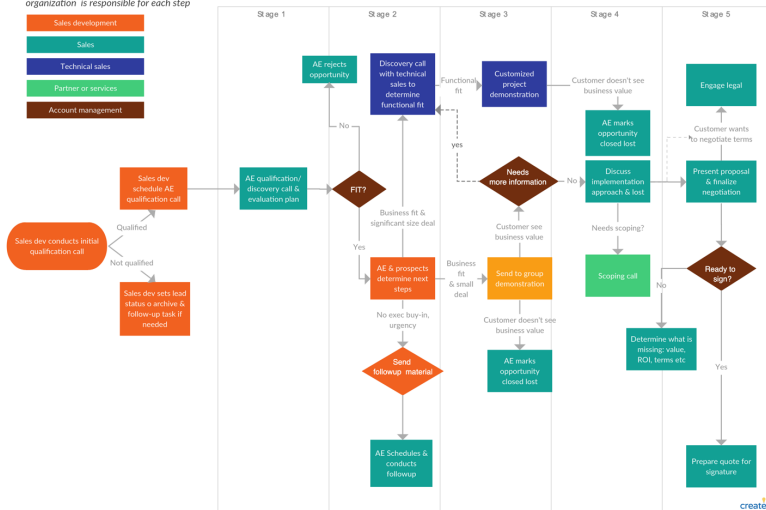 organization is responsible for each step
Sales development
Sales
Technical sales
Partner or services
Account management
Stage 1
Stage 2
Stage 3
Stage 4
Stage 5
AE rejects
opportunity
No
Discovery call
with technical
sales to
determine
functional fit
Functional
fit
Customized
project
demonstration
Customer doesn't see
business value
AE marks
opportunity
closed lost
Engage legal
Customer wants
to negotiate terms
yes
Sales dev
schedule AE
qualification call
AE qualification/
discovery call &
evaluation plan
FIT?
Needs
more information
No
Discuss
implementation
approach & lost
Present proposal
& finalize
negotiation
Qualified
Sales dev conducts initial
qualification call
Not qualified
Business fit &
significant size deal
Yes
Customer see
business value
Needs scoping?
AE & prospects
determine next
steps
Business
fit
& small
deal
Send to group
demonstration
Scoping call
Ready to
sign?
No
Sales dev sets lead
status o archive &
follow-up task if
needed
No exec buy-in,
urgency
Customer doesn't see
business value
Send
followup material
AE marks
opportunity
closed lost
Determine what is
missing: value,
ROI, terms etc
Yes
AE Schedules &
conducts
followup
Prepare quote for
signature
create